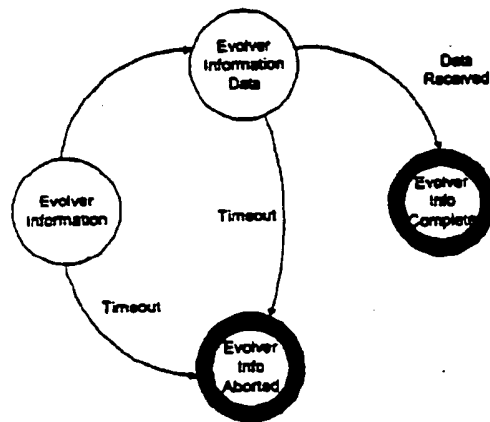 Evolver
Information
Data
Data
Received
Evolver
Info
Complete
Evolver
Information
Timeout
Timeout
Evolver
Info
Aborted